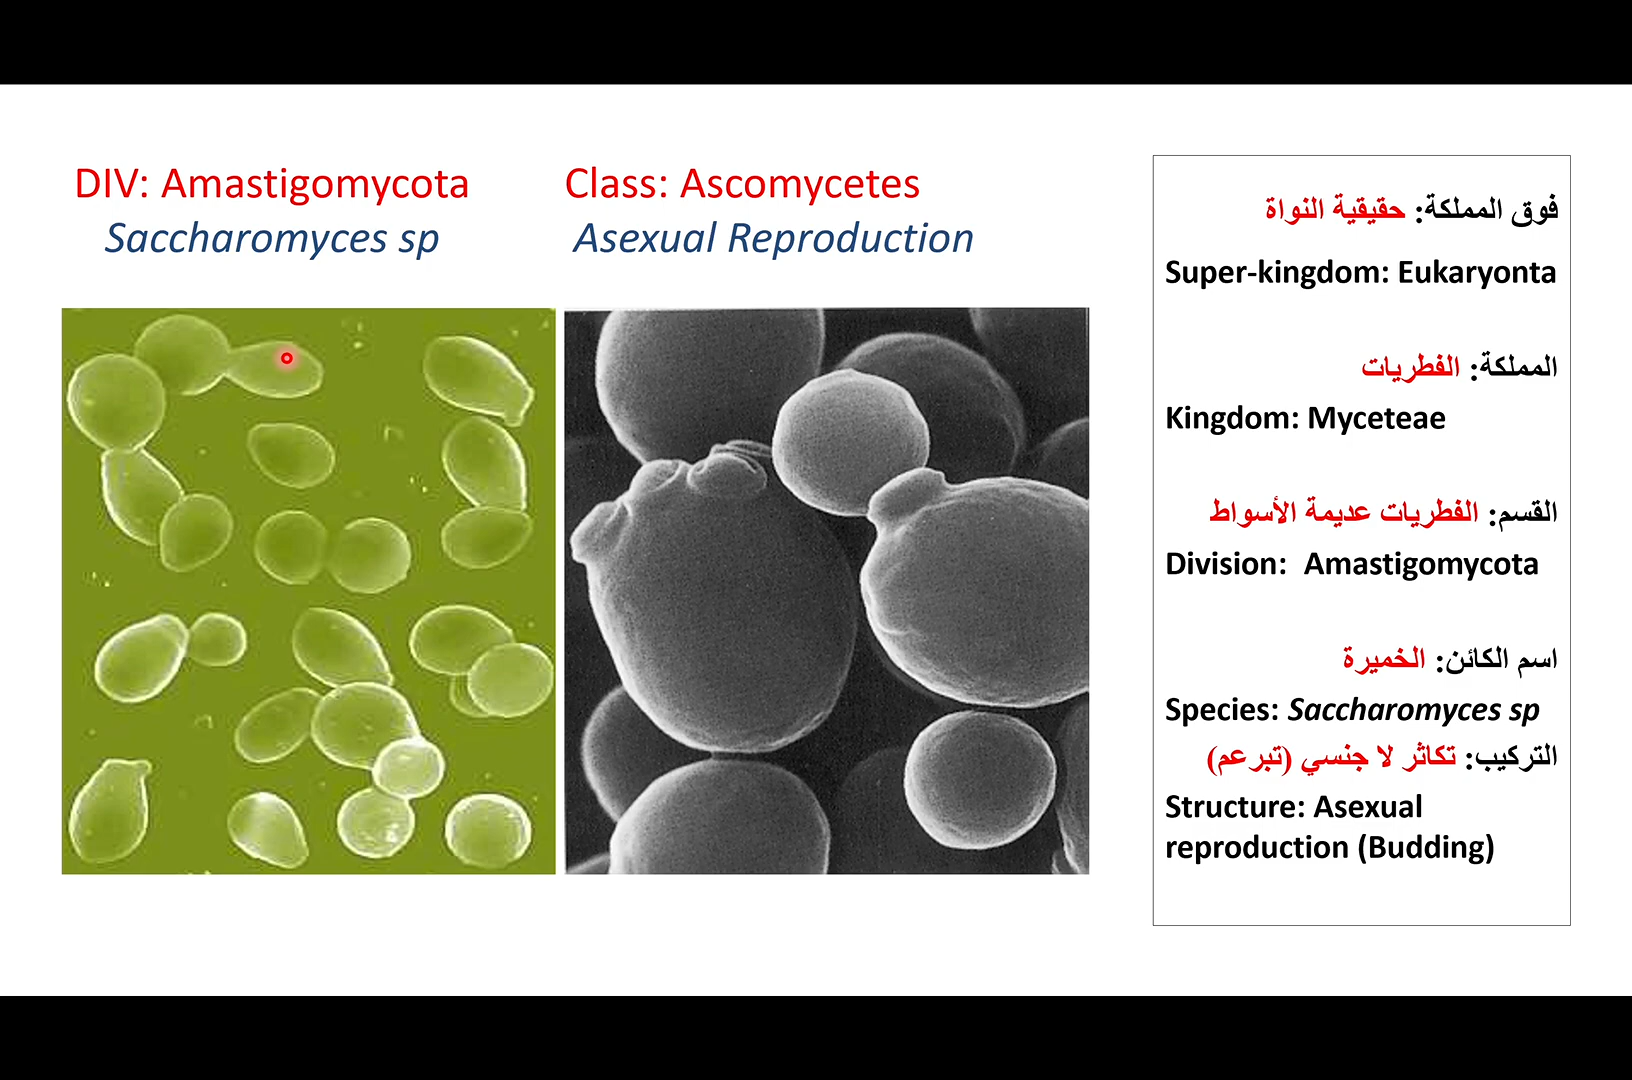 DIV: Amastigomycota
Saccharomyces sp
Class: Ascomycetes
Asexual Reproduction
فوق المملكة: حقيقية النواة
Super-kingdom: Eukaryonta
المملكة: الفطريات
Kingdom: Myceteae
القسم: الفطريات عديمة الأسواط
Division: Amastigomycota
اسم الكائن: الخميرة
Species: Saccharomyces sp
التركيب: تكاثر لا جنسي (تبرعم)
Structure: Asexual
reproduction (Budding)